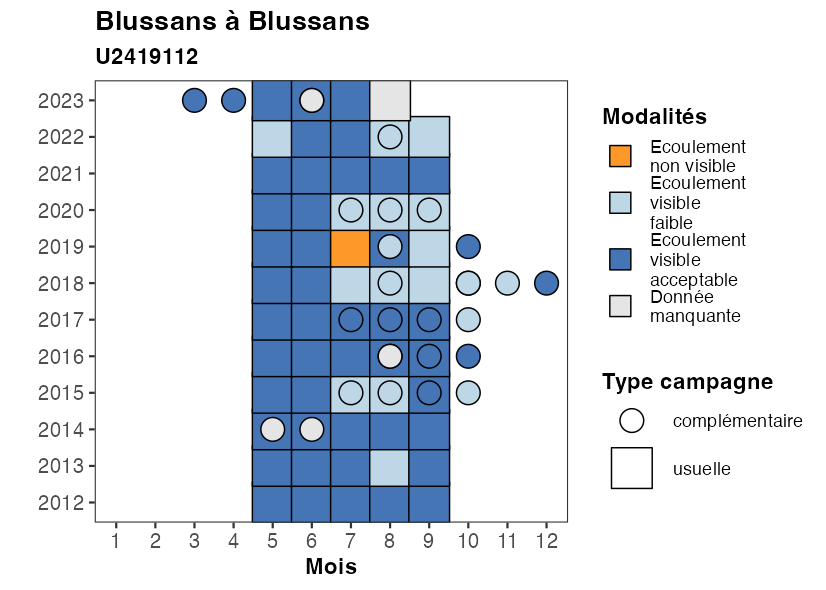 Blussans à Blussans
U2419112
2023
2022
2021
2020
2019
2018
2017
2016
2015
2014
2013
2012
1 2 3 4 5 6 7 8 9 10 11 12
Mois
Modalités
Ecoulement
non visible
Ecoulement
visible
faible
Ecoulement
visible
acceptable
Donnée
manquante
Type campagne
complémentaire
usuelle